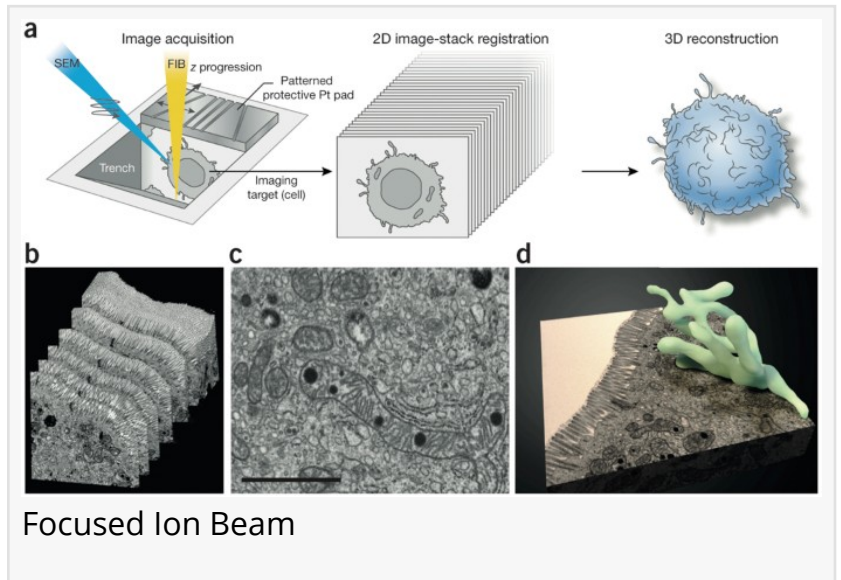 a
Image acquisition
2D image-stack registration
3D reconstruction
SEM
FIB
z progression
Patterned
protective Pt pad
Trench
Imaging
target (cell)
b
c
d
Focused Ion Beam